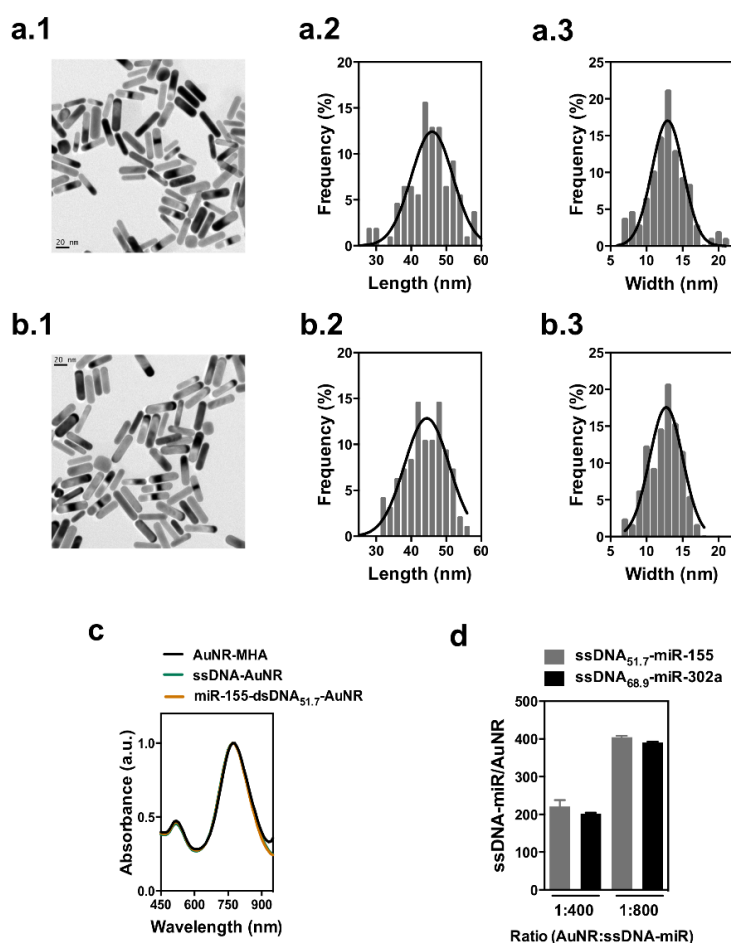 a.1
a.2
a.3
20 nm
Frequency (%)
20
15
10
5
0
30 40 50 60
Length (nm)
Frequency (%)
25
20
15
10
5
0
10 15 20
Width (nm)
b.1
b.2
b.3
20 nm
Frequency (%)
20
15
10
5
0
30 40 50 60
Length (nm)
Frequency (%)
25
20
15
10
5
0
10 15 20
Width (nm)
c
AuNR-MHA
ssDNA-AuNR
miR-155-dsDNA51.7-AuNR
Absorbance (a.u.)
1.0
0.5
0.0
450 600 750 900
Wavelength (nm)
d
ssDNA51.7-miR-155
ssDNA68.9-miR-302a
ssDNA-miR/AuNR
500
400
300
200
100
0
1:400 1:800
Ratio (AuNR:ssDNA-miR)